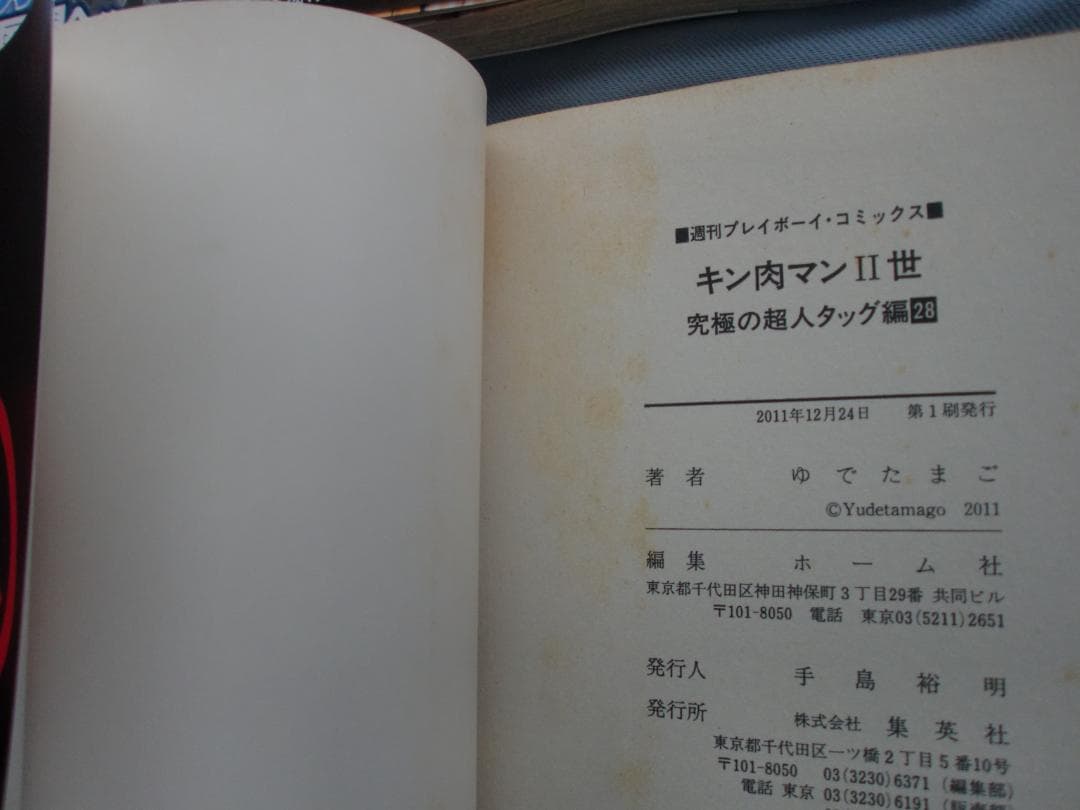 ■週刊プレイボーイ・コミックス■
キン肉マンII世
究極の超人タッグ編28
2011年12月24日 第1刷発行
著者 ゆでたまご
©Yudetamago 2011
編集 ホーム社
東京都千代田区神田神保町3丁目29番 共同ビル
〒101-8050 電話 東京03(5211)2651
発行人 手島裕明
発行所 株式会社 集英社
東京都千代田区一ツ橋2丁目5番10号
〒101-8050 03(3230)6371(編集部)
電話 東京 03(3230)6191